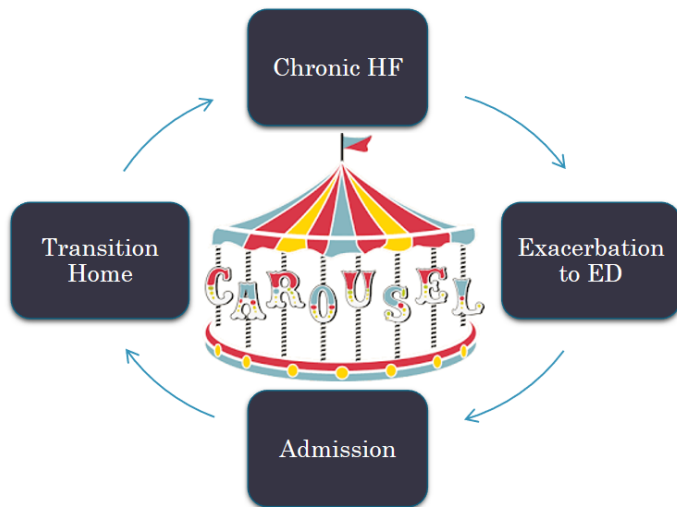 Chronic HF
Transition
Home
Exacerbation
to ED
CAROUSEL
Admission